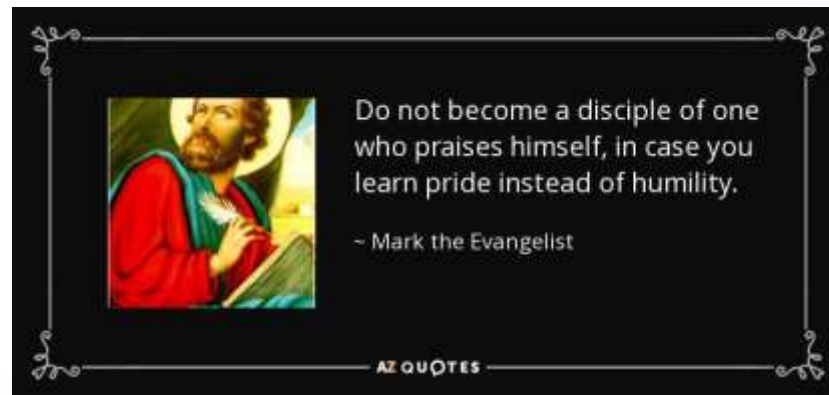 Do not become a disciple of one
who praises himself, in case you
learn pride instead of humility.
~ Mark the Evangelist
AZ QUOTES